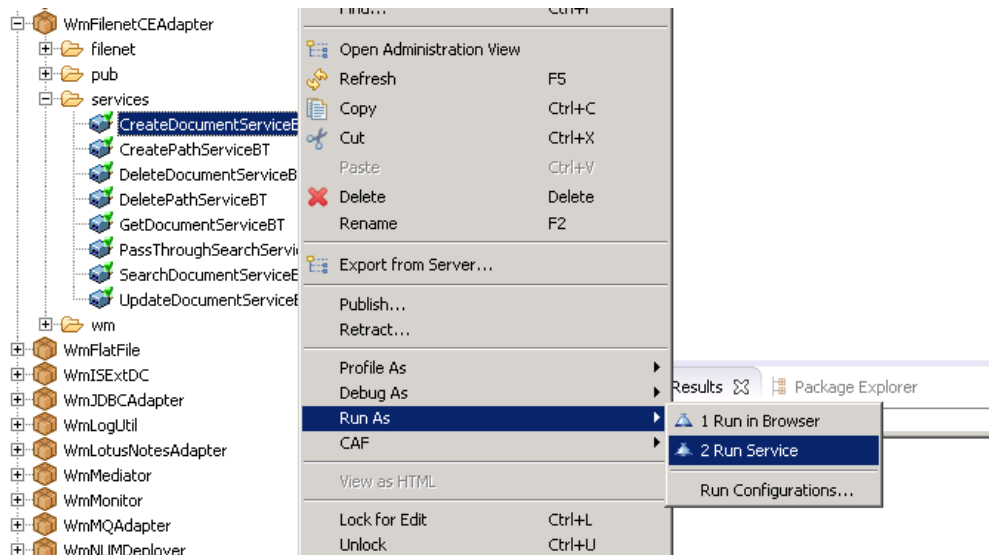 WmFilenetCEAdapter
filenet
pub
services
CreateDocumentServiceB
CreatePathServiceBT
DeleteDocumentServiceB
DeletePathServiceBT
GetDocumentServiceBT
PassThroughSearchServi
SearchDocumentServiceB
UpdateDocumentServiceB
wm
WmFlatFile
WmISExtDC
WmJDBCAdapter
WmLogUtil
WmLotusNotesAdapter
WmMediator
WmMonitor
WmMQAdapter
WmNUMDeployer
Open Administration View
Refresh F5
Copy Ctrl+C
Cut Ctrl+X
Paste Ctrl+V
Delete Delete
Rename F2
Export from Server...
Publish...
Retract...
Profile As
Debug As
Run As
CAF
View as HTML
Lock for Edit Ctrl+L
Unlock Ctrl+U
Results Package Explorer
1 Run in Browser
2 Run Service
Run Configurations...